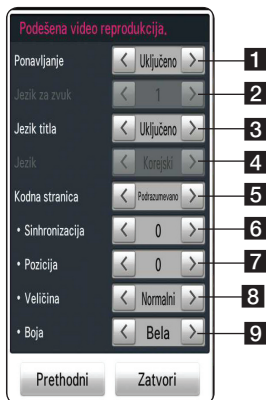 Podešena video reprodukcija.
Ponavljanje < Uključeno > 1
Jezik za zvuk < 1 > 2
Jezik titla < Uključeno > 3
Jezik < Korejski > 4
Kodna stranica < Podrazumevano > 5
• Sinhronizacija < 0 > 6
• Pozicija < 0 > 7
• Veličina < Normalni > 8
• Boja < Bela > 9
Prethodni Zatvori